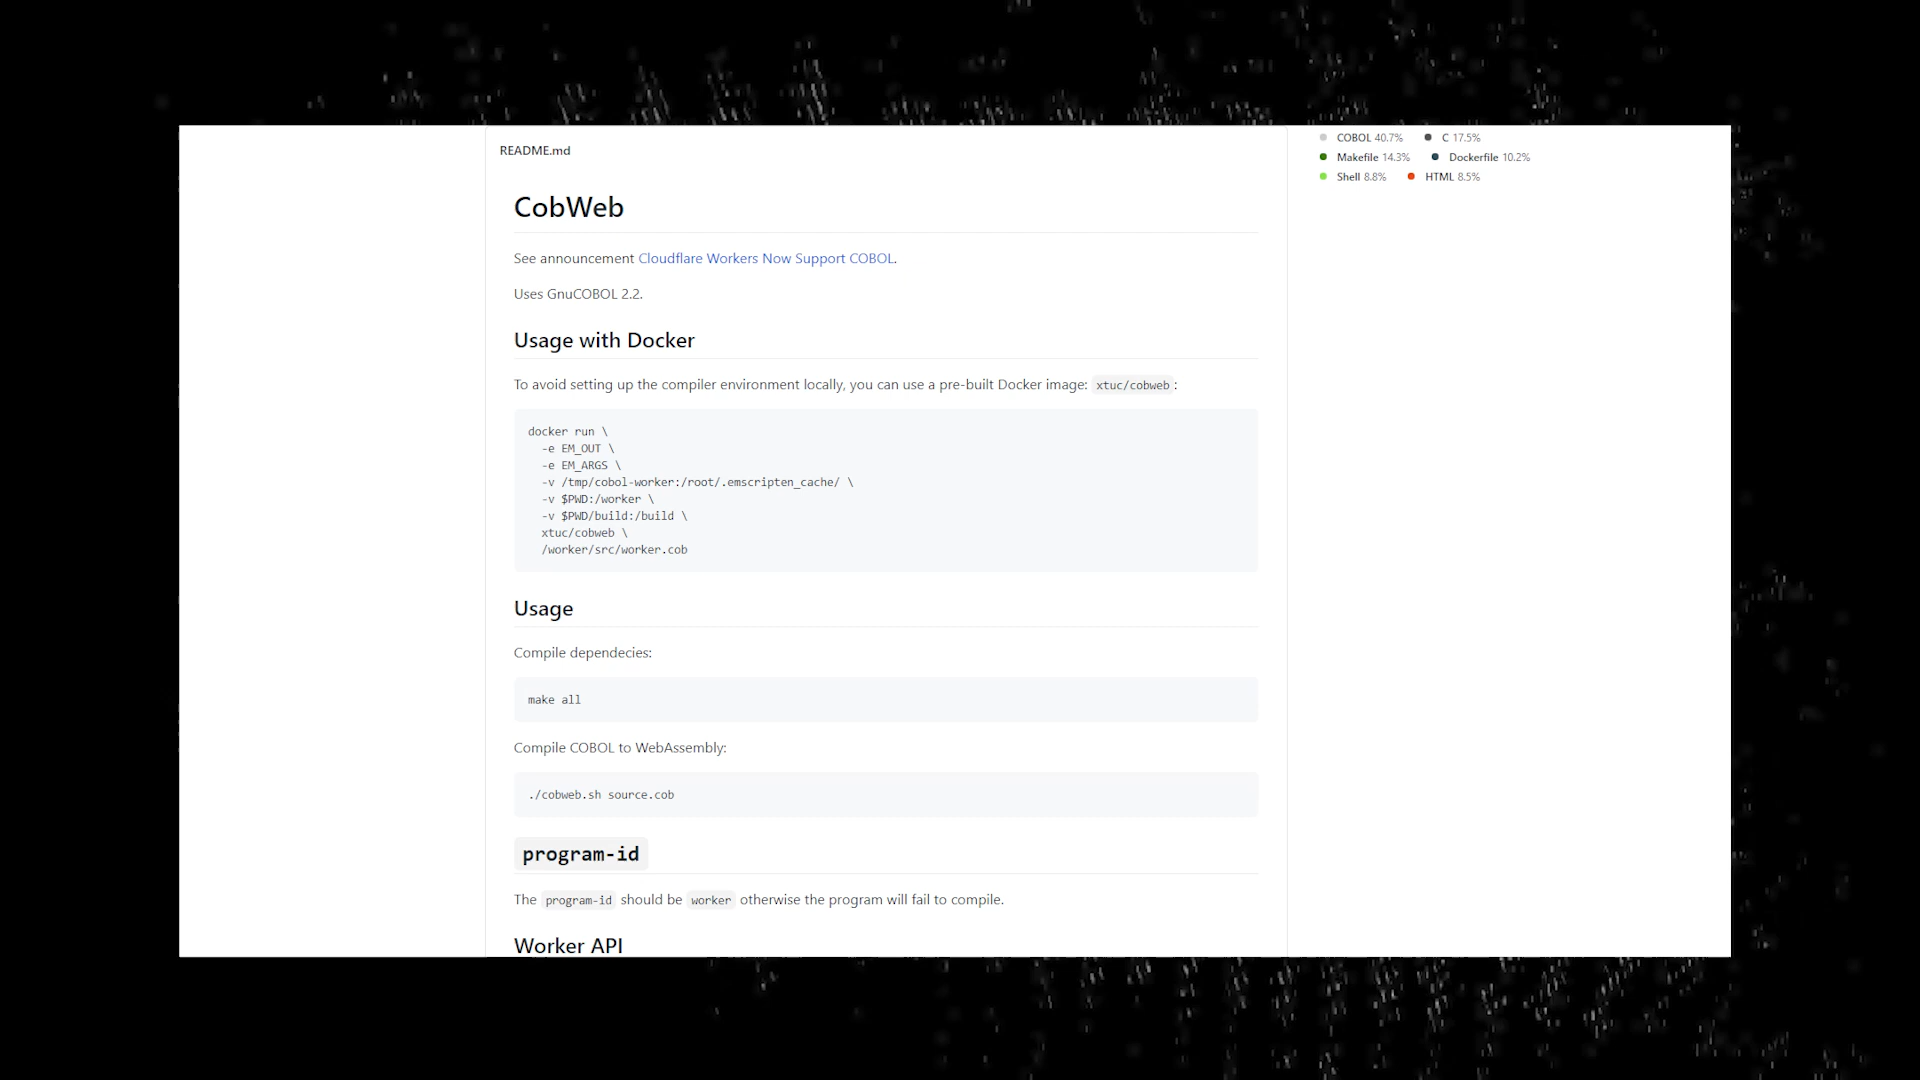 README.md
CobWeb
See announcement Cloudflare Workers Now Support COBOL.
Uses GnuCOBOL 2.2.
Usage with Docker
To avoid setting up the compiler environment locally, you can use a pre-built Docker image: xtuc/cobweb :
docker run \
-e EM_OUT \
-e EM_ARGS \
-v /tmp/cobol-worker:/root/.emscripten_cache/ \
-v $PWD:/worker \
-v $PWD/build:/build \
xtuc/cobweb \
/worker/src/worker.cob
Usage
Compile dependecies:
make all
Compile COBOL to WebAssembly:
./cobweb.sh source.cob
program-id
The program-id should be worker otherwise the program will fail to compile.
Worker API
COBOL 40.7% C 17.5%
Makefile 14.3% Dockerfile 10.2%
Shell 8.8% HTML 8.5%